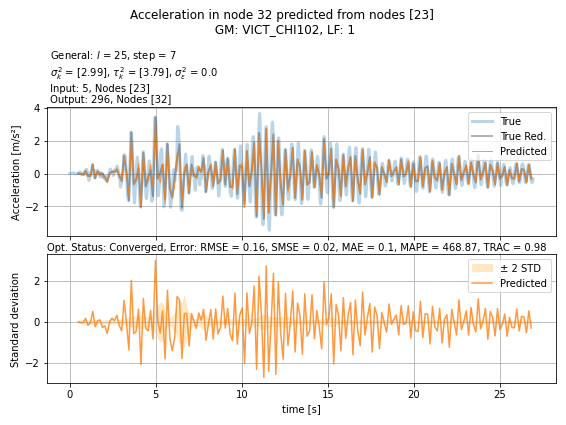 Acceleration in node 32 predicted from nodes [23]
GM: VICT_CHI102, LF: 1
General: l = 25, step = 7
σ²ₖ = [2.99], τ²ₖ = [3.79], σ²ε = 0.0
Input: 5, Nodes [23]
Output: 296, Nodes [32]
4
2
0
−2
Acceleration [m/s²]
True
True Red.
Predicted
Opt. Status: Converged, Error: RMSE = 0.16, SMSE = 0.02, MAE = 0.1, MAPE = 468.87, TRAC = 0.98
2
0
−2
Standard deviation
± 2 STD
Predicted
0 5 10 15 20 25
time [s]